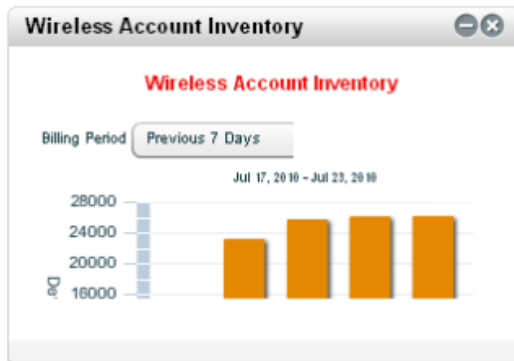 Wireless Account Inventory
Wireless Account Inventory
Billing Period Previous 7 Days
Jul 17, 2010 - Jul 23, 2010
28000
24000
20000
16000